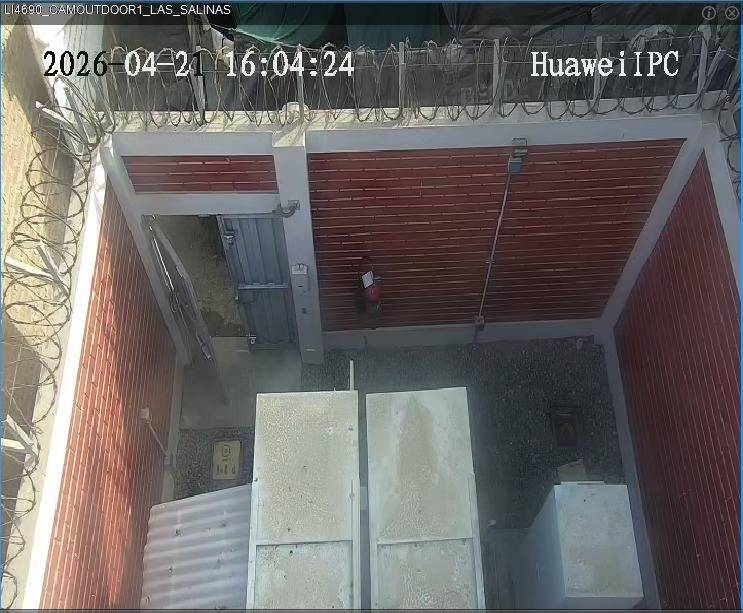 LI4690_CAMOUTDOOR1_LAS_SALINAS
2026-04-21 16:04:24
HuaweiIPC